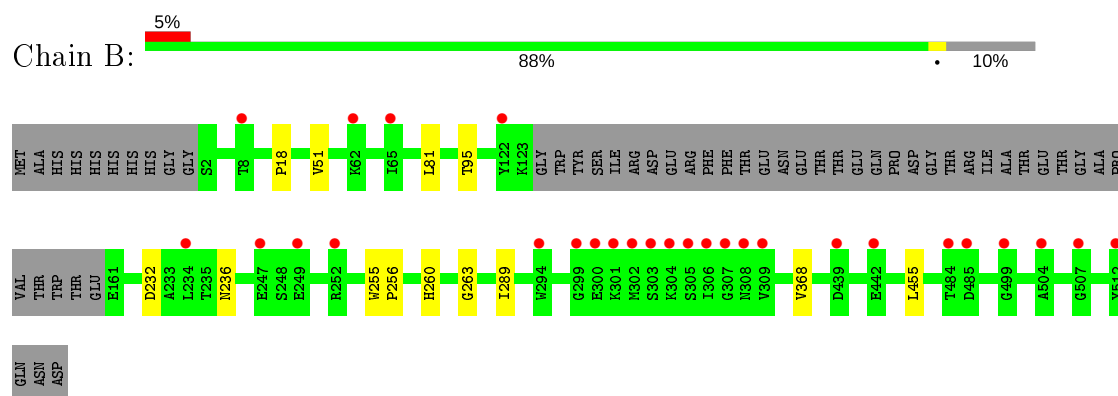 5%
Chain B:
88%
•
10%
MET ALA HIS HIS HIS HIS HIS HIS GLY GLY S2 T8 P18 V51 K62 I65 L81 T95 Y122 K123 GLY TRP TYR SER ILE ARG ASP GLU ARG PHE PHE THR GLU ASN GLU THR THR GLU GLN PRO ASP GLY THR ARG ILE ALA THR GLU THR GLY ALA PRO
VAL THR TRP THR GLU E161 D232 A233 L234 T235 N236 E247 S248 E249 R252 W255 P256 H260 G263 I289 W294 G299 E300 K301 M302 S303 K304 S305 I306 G307 N308 V309 V368 D439 E442 L455 T484 D485 G499 A504 G507 Y512
GLN ASN ASP